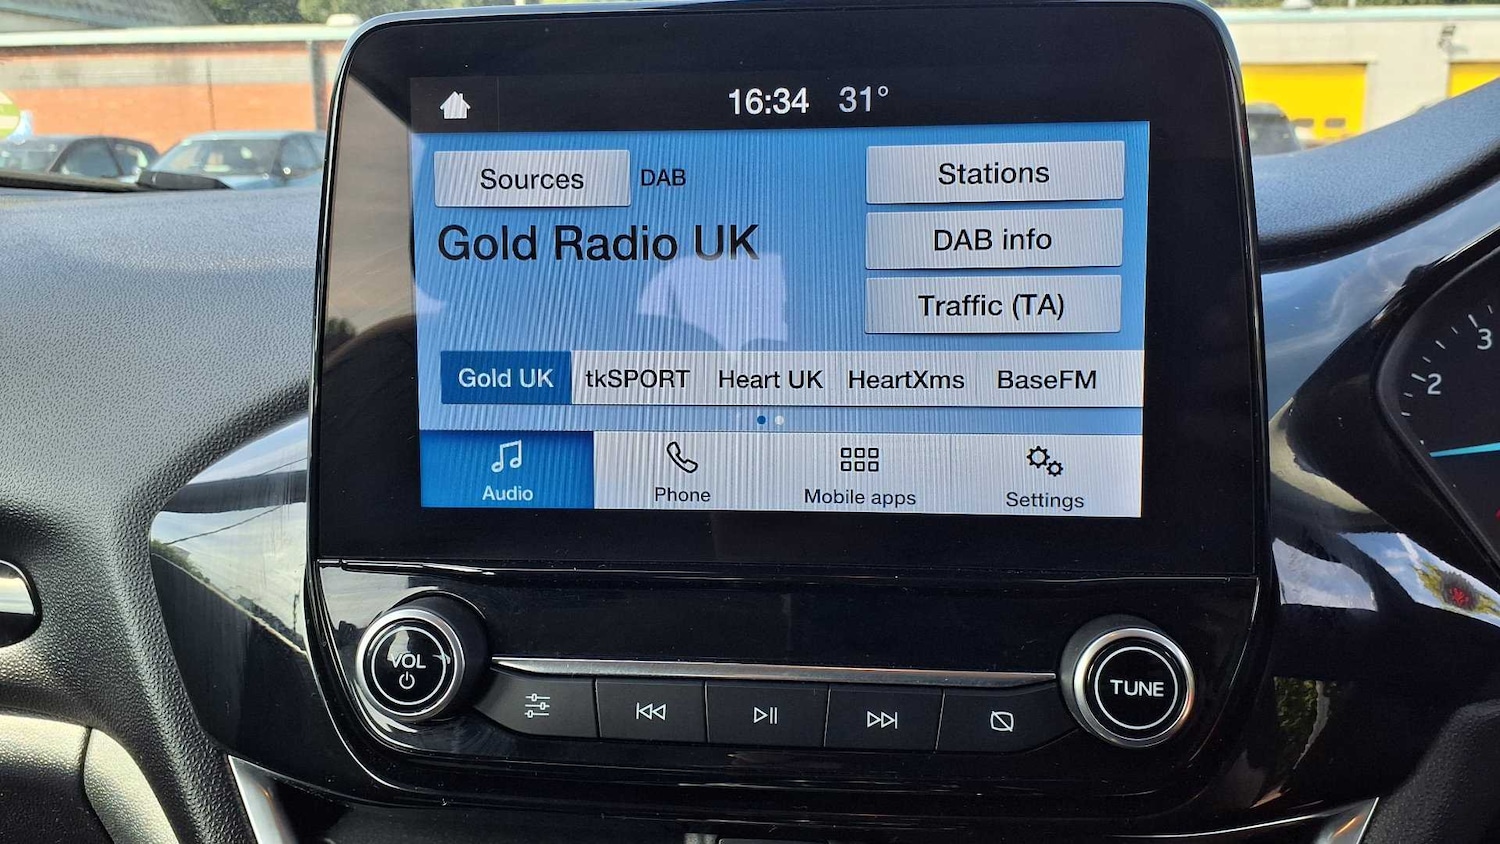 16:34 31°
Sources DAB
Stations
Gold Radio UK
DAB info
Traffic (TA)
Gold UK tkSPORT Heart UK HeartXms BaseFM
Audio Phone Mobile apps Settings
VOL
TUNE
3
2